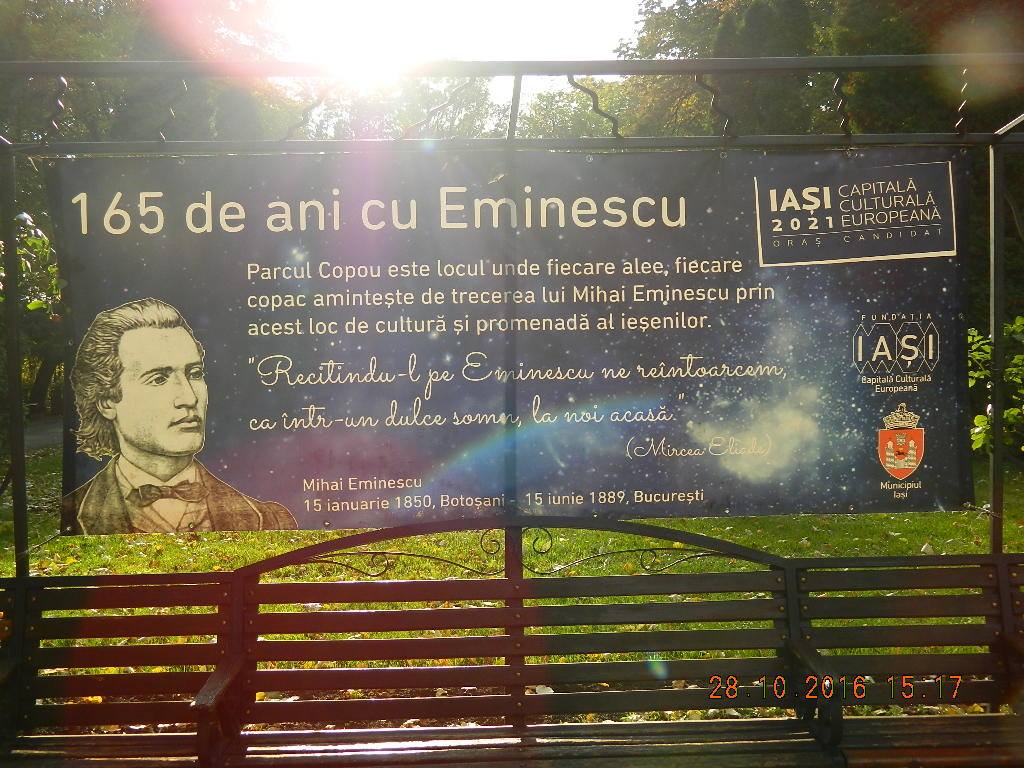 165 de ani cu Eminescu
IAȘI CAPITALĂ
CULTURALĂ
2021 EUROPEANĂ
ORAȘ CANDIDAT
Parcul Copou este locul unde fiecare alee, fiecare
copac amintește de trecerea lui Mihai Eminescu prin
acest loc de cultură și promenadă al ieșenilor.
"Recitindu-l pe Eminescu ne reîntoarcem,
ca într-un dulce somn, la noi acasă."
(Mircea Eliade)
Mihai Eminescu
15 ianuarie 1850, Botoșani - 15 iunie 1889, București
FUNDAȚIA
IAȘI
Capitală Culturală
Europeană
Municipiul
Iași
28.10.2016 15.17